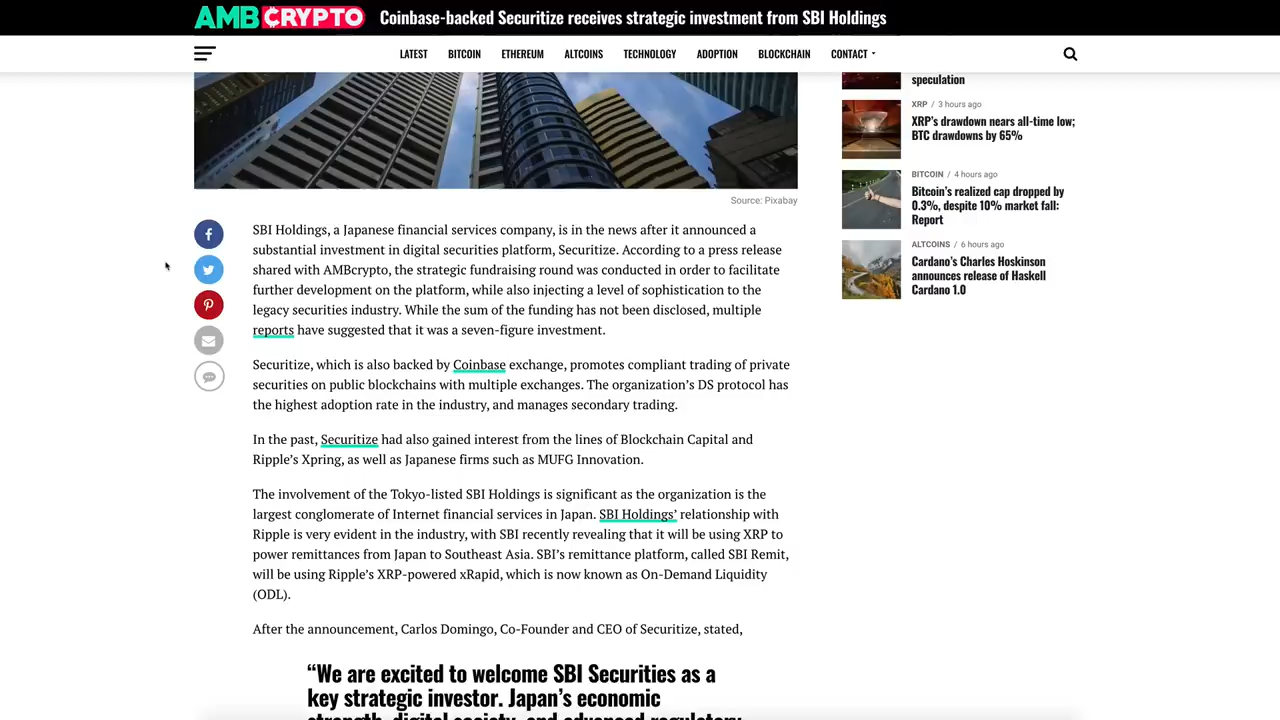 AMBCRYPTO Coinbase-backed Securitize receives strategic investment from SBI Holdings
LATEST BITCOIN ETHEREUM ALTCOINS TECHNOLOGY ADOPTION BLOCKCHAIN CONTACT
Source: Pixabay
SBI Holdings, a Japanese financial services company, is in the news after it announced a
substantial investment in digital securities platform, Securitize. According to a press release
shared with AMBcrypto, the strategic fundraising round was conducted in order to facilitate
further development on the platform, while also injecting a level of sophistication to the
legacy securities industry. While the sum of the funding has not been disclosed, multiple
reports have suggested that it was a seven-figure investment.
Securitize, which is also backed by Coinbase exchange, promotes compliant trading of private
securities on public blockchains with multiple exchanges. The organization's DS protocol has
the highest adoption rate in the industry, and manages secondary trading.
In the past, Securitize had also gained interest from the lines of Blockchain Capital and
Ripple's Xpring, as well as Japanese firms such as MUFG Innovation.
The involvement of the Tokyo-listed SBI Holdings is significant as the organization is the
largest conglomerate of Internet financial services in Japan. SBI Holdings' relationship with
Ripple is very evident in the industry, with SBI recently revealing that it will be using XRP to
power remittances from Japan to Southeast Asia. SBI's remittance platform, called SBI Remit,
will be using Ripple's XRP-powered xRapid, which is now known as On-Demand Liquidity
(ODL).
After the announcement, Carlos Domingo, Co-Founder and CEO of Securitize, stated,
“We are excited to welcome SBI Securities as a
key strategic investor. Japan's economic
strength, digital society, and advanced regulatory
speculation
XRP / 3 hours ago
XRP's drawdown nears all-time low;
BTC drawdowns by 65%
BITCOIN / 4 hours ago
Bitcoin's realized cap dropped by
0.3%, despite 10% market fall:
Report
ALTCOINS / 6 hours ago
Cardano's Charles Hoskinson
announces release of Haskell
Cardano 1.0